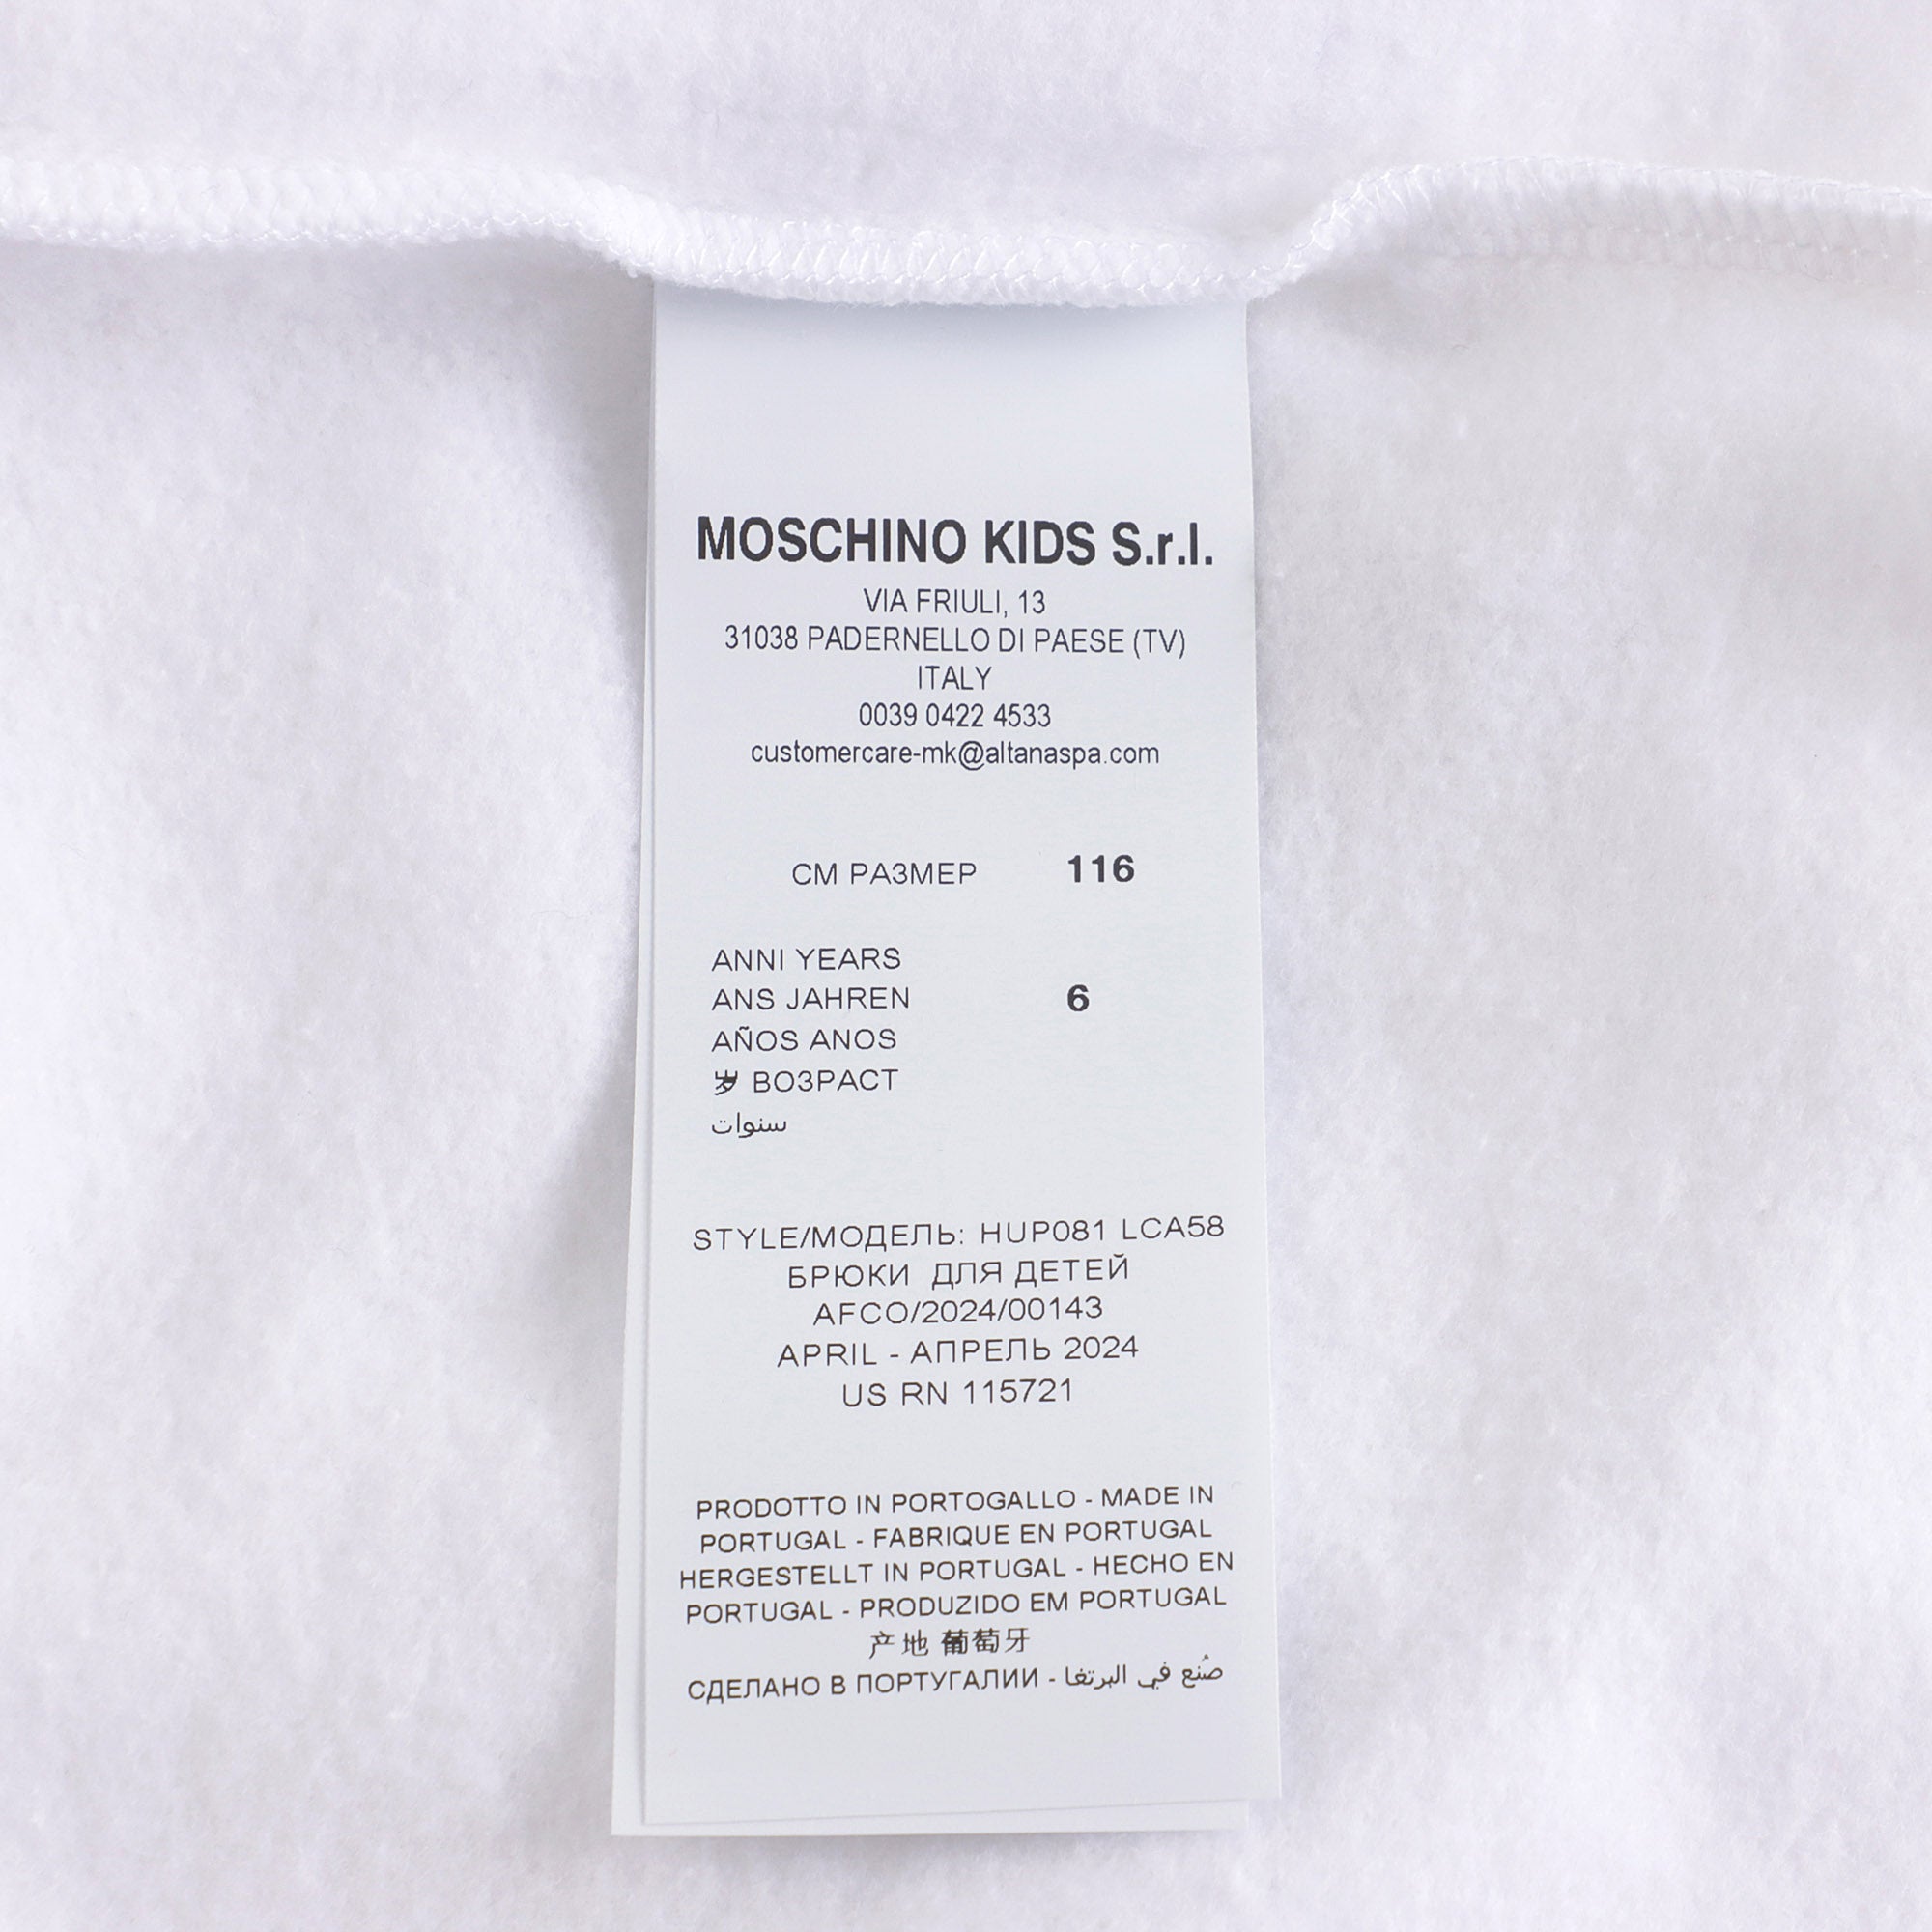 MOSCHINO KIDS S.r.l.
VIA FRIULI, 13
31038 PADERNELLO DI PAESE (TV)
ITALY
0039 0422 4533
customercare-mk@altanaspa.com
СМ РАЗМЕР 116
ANNI YEARS
ANS JAHREN 6
AÑOS ANOS
岁 ВОЗРАСТ
سنوات
STYLE/МОДЕЛЬ: HUP081 LCA58
БРЮКИ ДЛЯ ДЕТЕЙ
AFCO/2024/00143
APRIL - АПРЕЛЬ 2024
US RN 115721
PRODOTTO IN PORTOGALLO - MADE IN
PORTUGAL - FABRIQUE EN PORTUGAL
HERGESTELLT IN PORTUGAL - HECHO EN
PORTUGAL - PRODUZIDO EM PORTUGAL
产地 葡萄牙
СДЕЛАНО В ПОРТУГАЛИИ - صُنع في البرتغا